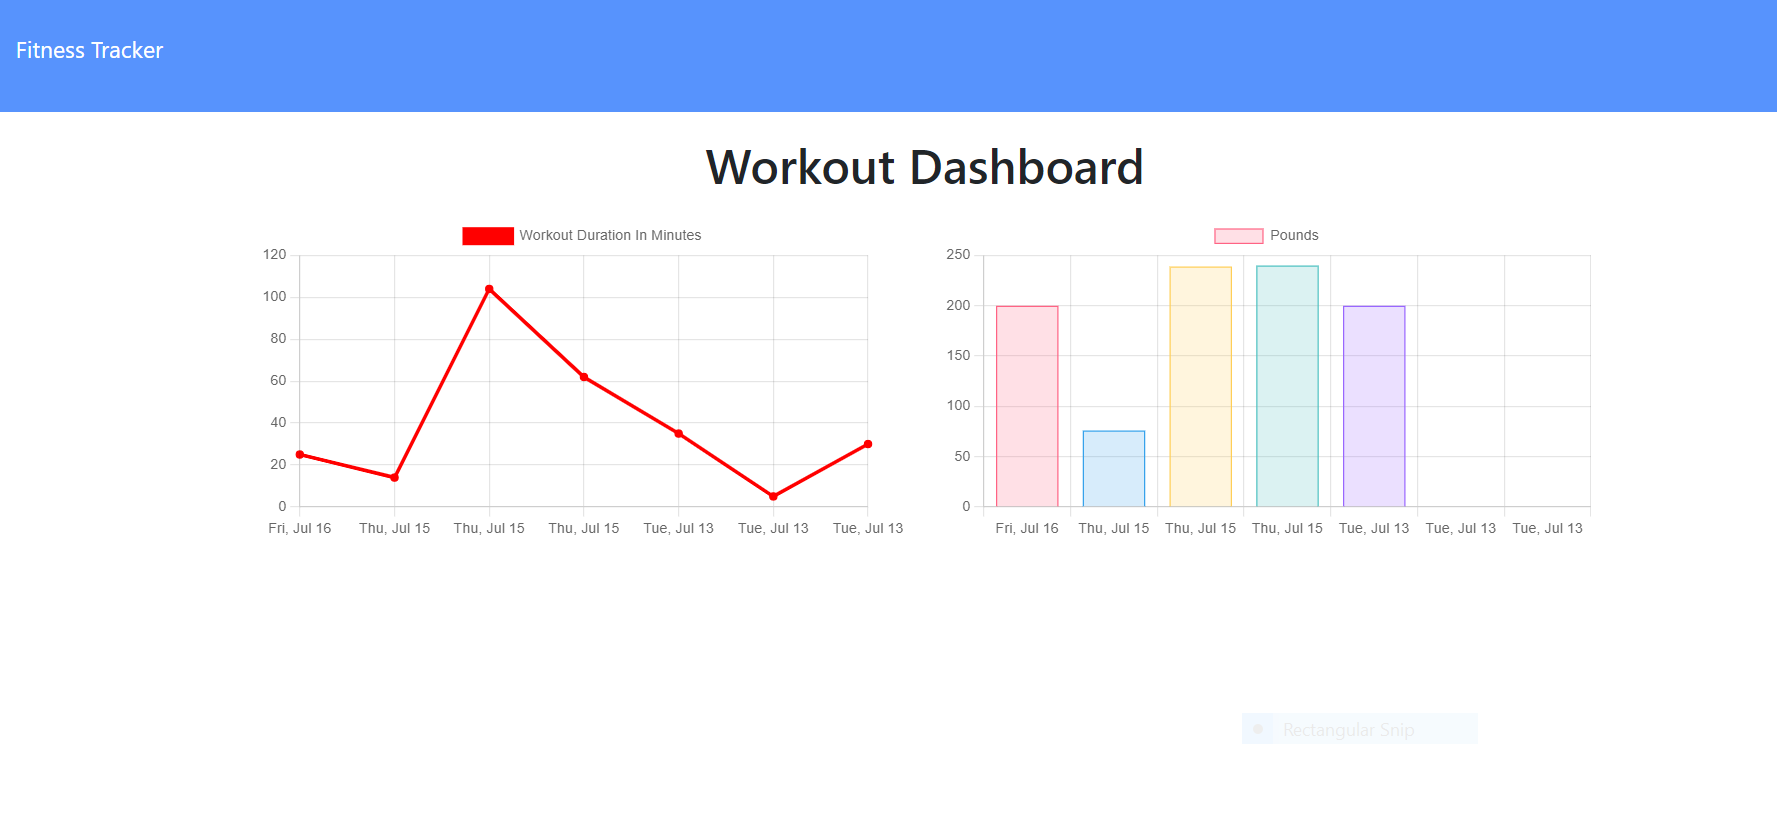 Fitness Tracker
Workout Dashboard
Workout Duration In Minutes
120
100
80
60
40
20
0
Fri, Jul 16 Thu, Jul 15 Thu, Jul 15 Thu, Jul 15 Tue, Jul 13 Tue, Jul 13 Tue, Jul 13
Pounds
250
200
150
100
50
0
Fri, Jul 16 Thu, Jul 15 Thu, Jul 15 Thu, Jul 15 Tue, Jul 13 Tue, Jul 13 Tue, Jul 13
Rectangular Snip